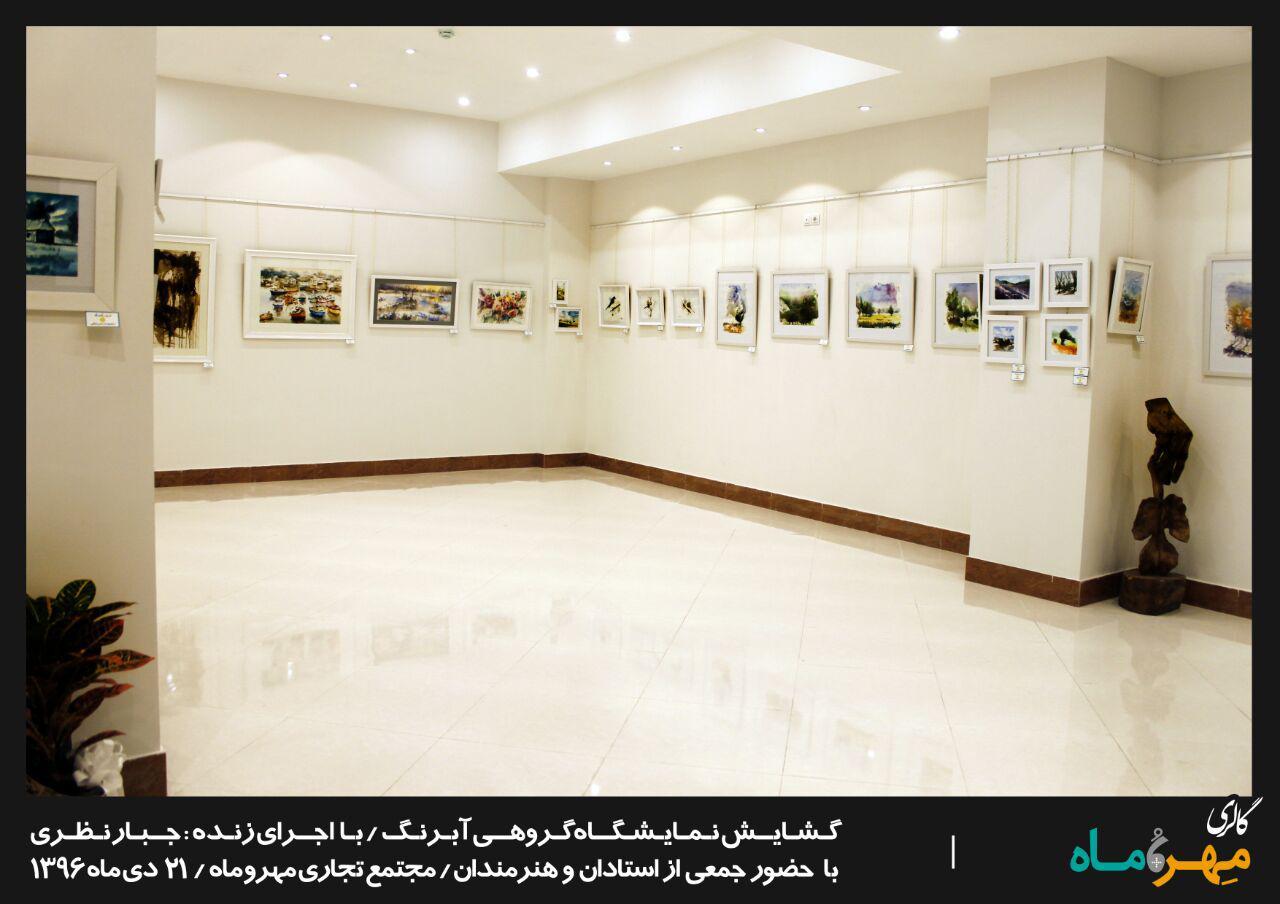 گشایش نمایشگاه گروهی آبرنگ / با اجرای زنده : جبار نظری
با حضور جمعی از استادان و هنرمندان / مجتمع تجاری مهروماه / ۲۱ دی ماه ۱۳۹۶
گالری
مهروماه